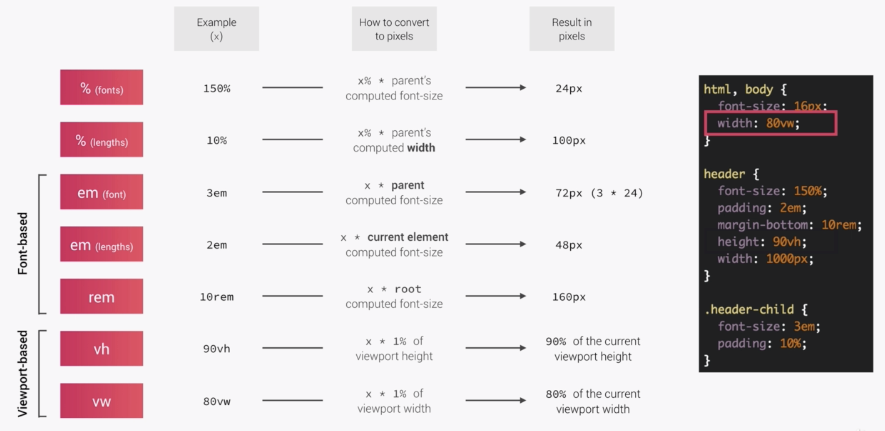 Example
(x)
How to convert
to pixels
Result in
pixels
% (fonts)
150%
x% * parent's
computed font-size
24px
% (lengths)
10%
x% * parent's
computed width
100px
Font-based
em (font)
3em
x * parent
computed font-size
72px (3 * 24)
em (lengths)
2em
x * current element
computed font-size
48px
rem
10rem
x * root
computed font-size
160px
Viewport-based
vh
90vh
x * 1% of
viewport height
90% of the current
viewport height
vw
80vw
x * 1% of
viewport width
80% of the current
viewport width
html, body {
font-size: 16px;
width: 80vw;
}
header {
font-size: 150%;
padding: 2em;
margin-bottom: 10rem;
height: 90vh;
width: 1000px;
}
.header-child {
font-size: 3em;
padding: 10%;
}